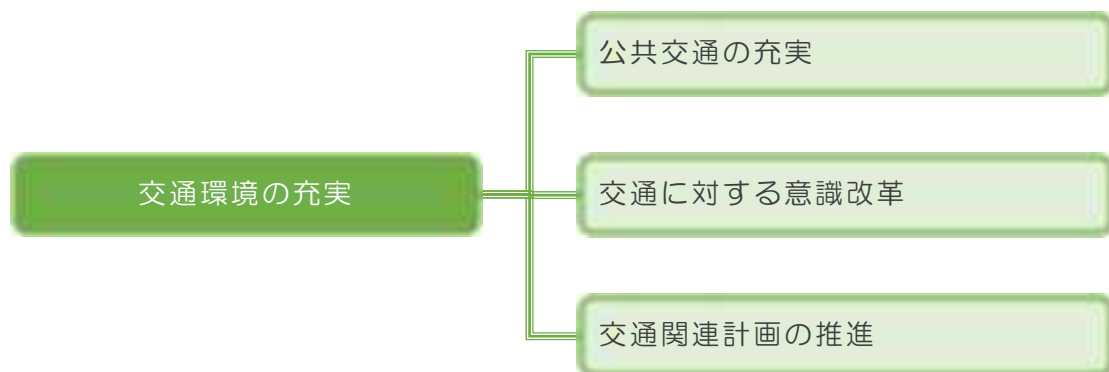 公共交通の充実
交通環境の充実
交通に対する意識改革
交通関連計画の推進